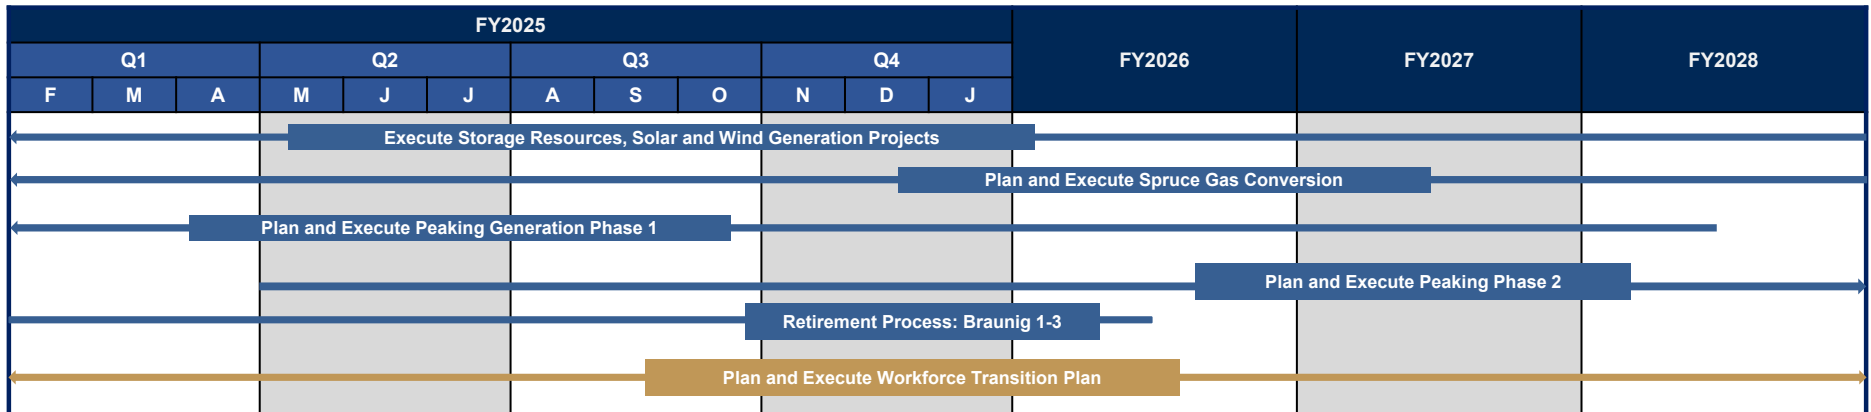 FY2025
FY2026
FY2027
FY2028
Q1
Q2
Q3
Q4
F M A M J J A S O N D J
Execute Storage Resources, Solar and Wind Generation Projects
Plan and Execute Spruce Gas Conversion
Plan and Execute Peaking Generation Phase 1
Plan and Execute Peaking Phase 2
Retirement Process: Braunig 1-3
Plan and Execute Workforce Transition Plan